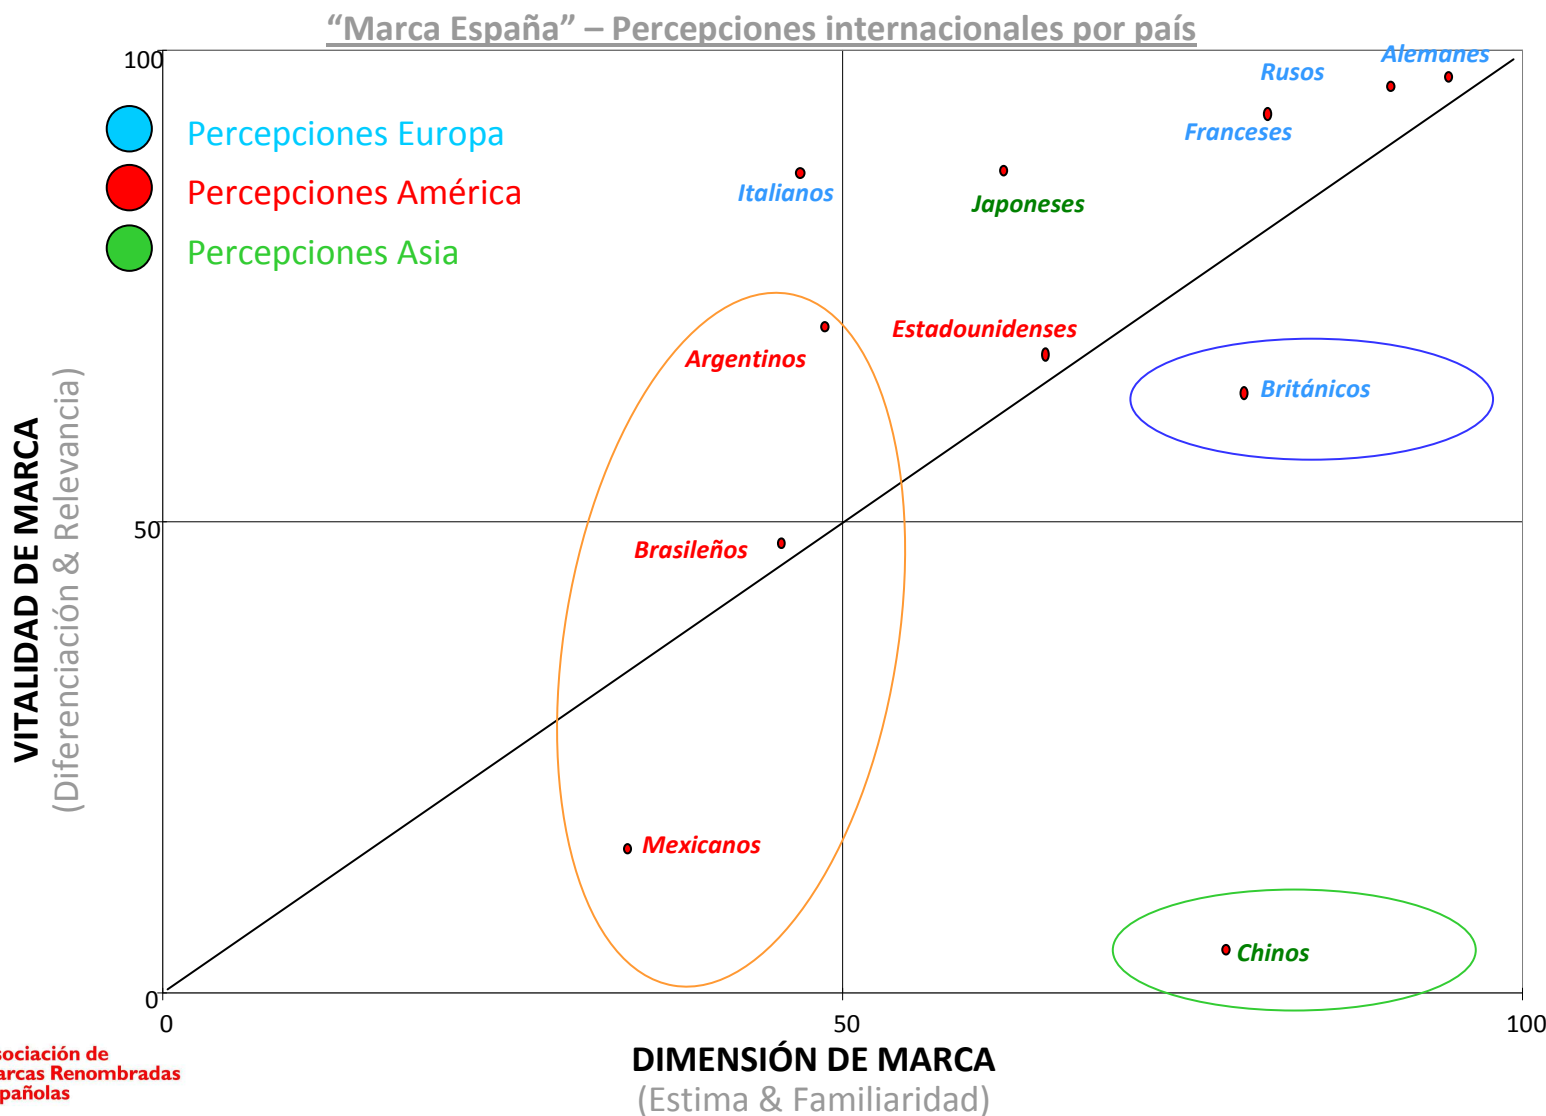 “Marca España” – Percepciones internacionales por país
100
Alemanes
Rusos
Percepciones Europa
Franceses
Percepciones América
Italianos
Japoneses
Percepciones Asia
Estadounidenses
Argentinos
Británicos
VITALIDAD DE MARCA
(Diferenciación & Relevancia)
50
Brasileños
Mexicanos
Chinos
0
0
50
100
DIMENSIÓN DE MARCA
(Estima & Familiaridad)
sociación de
arcas Renombradas
pañolas